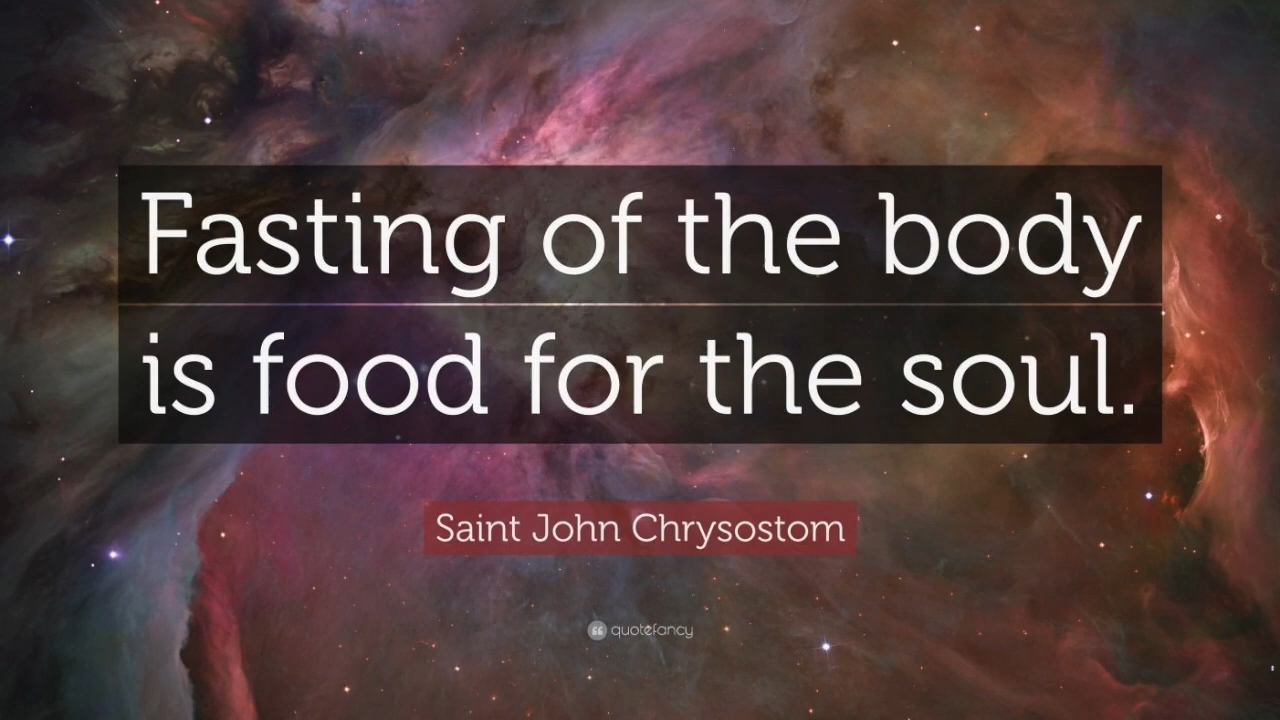 Fasting of the body
is food for the soul.
Saint John Chrysostom
quotefancy